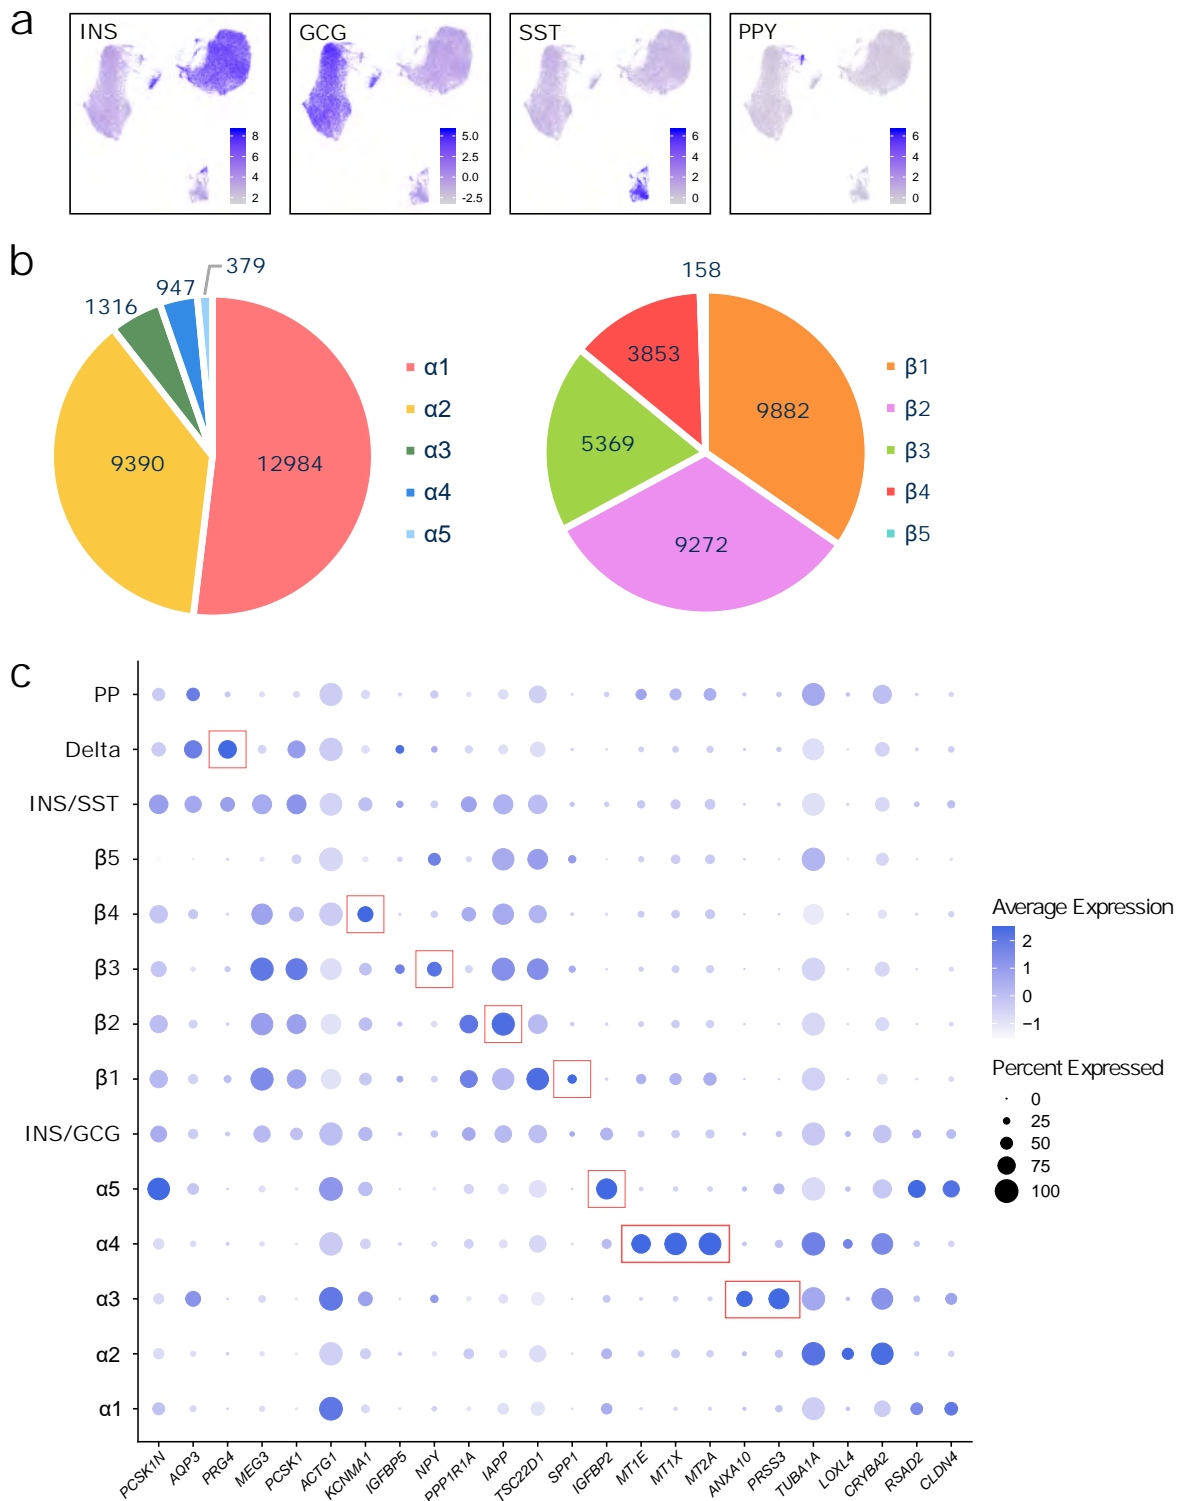 a
INS
8
6
4
2
GCG
5.0
2.5
0.0
-2.5
SST
6
4
2
0
PPY
6
4
2
0
b
379
947
1316
9390
12984
α1
α2
α3
α4
α5
158
3853
9882
5369
9272
β1
β2
β3
β4
β5
c
PP
Delta
INS/SST
β5
β4
β3
β2
β1
INS/GCG
α5
α4
α3
α2
α1
PCSK1N
AQP3
PRG4
MEG3
PCSK1
ACTG1
KCNMA1
IGFBP5
NPY
PPP1R1A
IAPP
TSC22D1
SPP1
IGFBP2
MT1E
MT1X
MT2A
ANXA10
PRSS3
TUBA1A
LOXL4
CRYBA2
RSAD2
CLDN4
Average Expression
2
1
0
−1
Percent Expressed
0
25
50
75
100